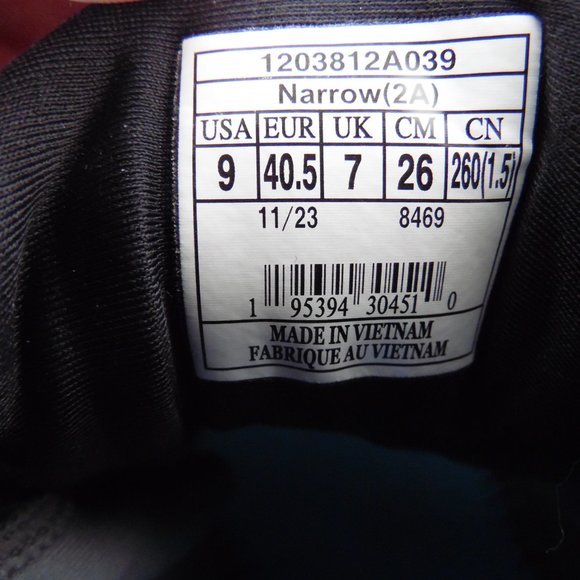 1203812A039
Narrow(2A)
USA EUR UK CM CN
9 40.5 7 26 260(1.5)
11/23 8469
1 95394 30451 0
MADE IN VIETNAM
FABRIQUE AU VIETNAM